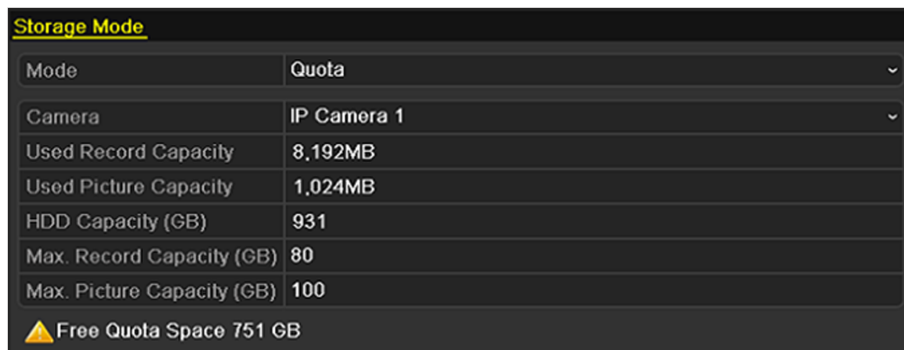 Storage Mode
Mode Quota
Camera IP Camera 1
Used Record Capacity 8,192MB
Used Picture Capacity 1,024MB
HDD Capacity (GB) 931
Max. Record Capacity (GB) 80
Max. Picture Capacity (GB) 100
Free Quota Space 751 GB